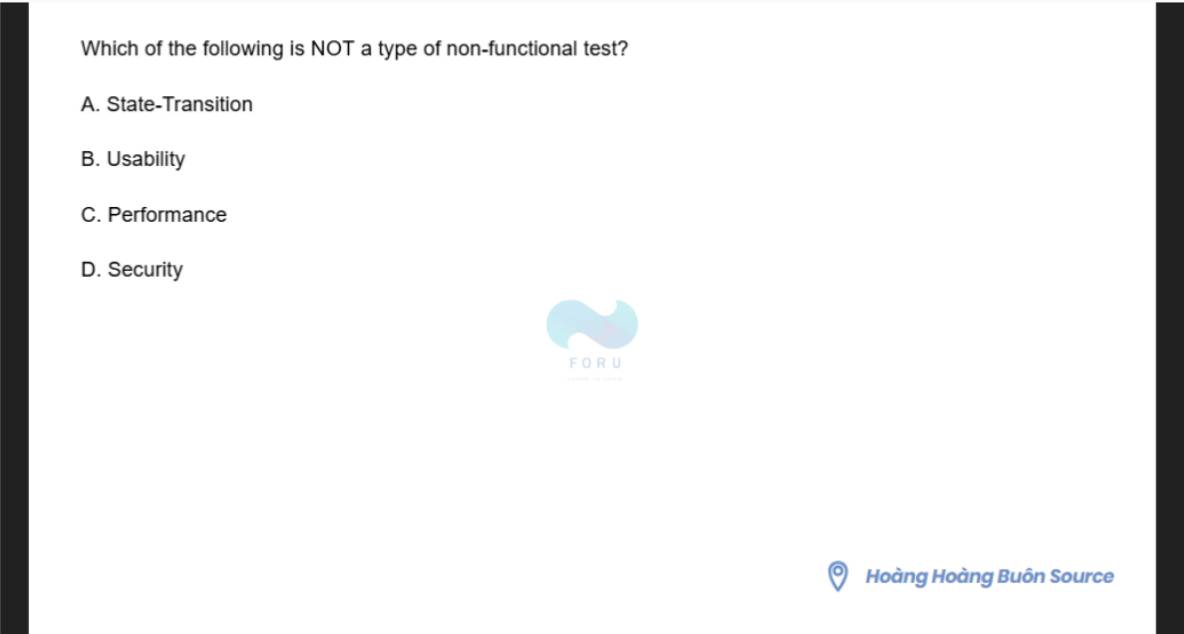 Which of the following is NOT a type of non-functional test?
A. State-Transition
B. Usability
C. Performance
D. Security
FORU
Hoàng Hoàng Buôn Source